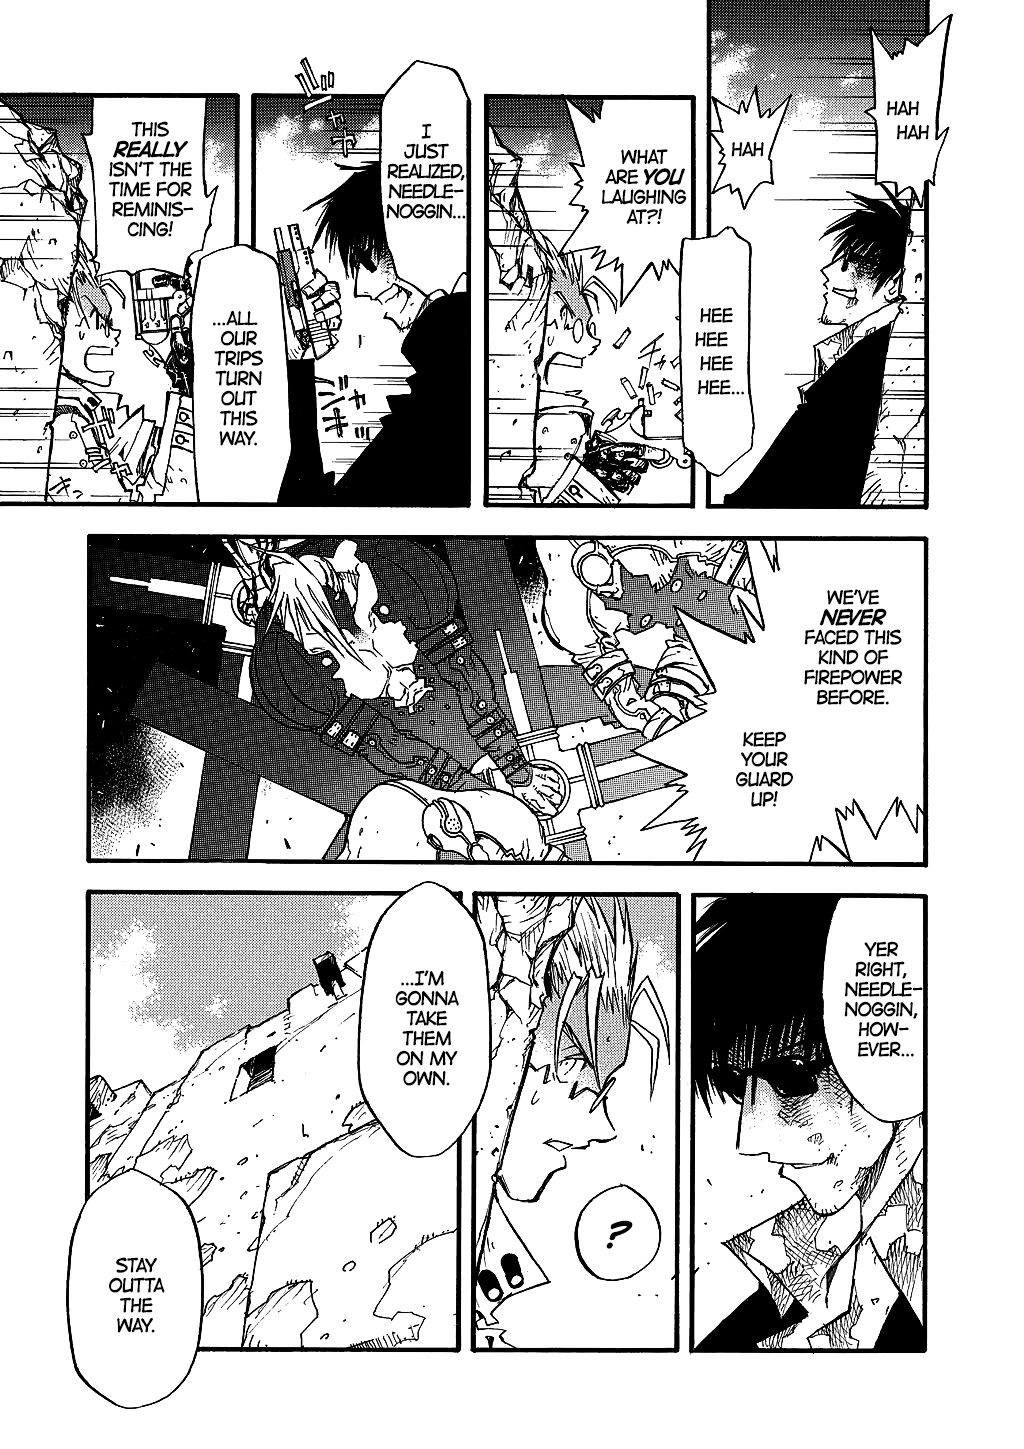 HAH
HAH
HAH
HEE
HEE
HEE
HEE...
WHAT
ARE YOU
LAUGHING
AT?!
I
JUST
REALIZED,
NEEDLE-
NOGGIN...
...ALL
OUR
TRIPS
TURN
OUT
THIS
WAY.
THIS
REALLY
ISN'T THE
TIME FOR
REMINIS-
CING!
WE'VE
NEVER
FACED THIS
KIND OF
FIREPOWER
BEFORE.
KEEP
YOUR
GUARD
UP!
YER
RIGHT,
NEEDLE-
NOGGIN,
HOW-
EVER...
?
...I'M
GONNA
TAKE
THEM
ON MY
OWN.
STAY
OUTTA
THE
WAY.